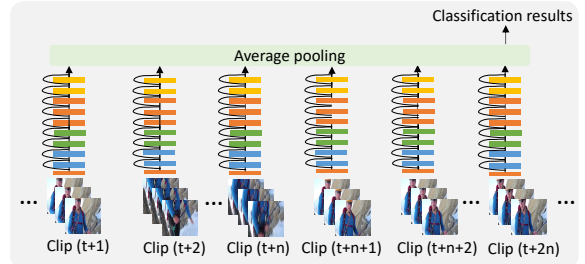 Classification results
Average pooling
... ... ... ...
Clip (t+1) Clip (t+2) Clip (t+n) Clip (t+n+1) Clip (t+n+2) Clip (t+2n)